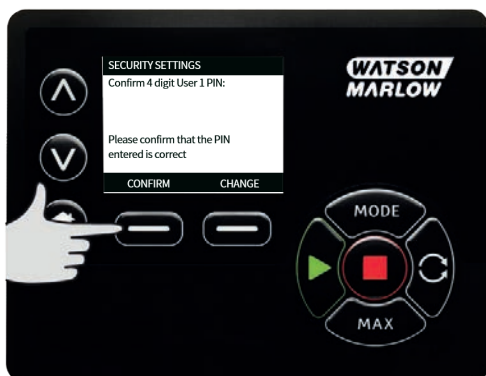 SECURITY SETTINGS
Confirm 4 digit User 1 PIN:
Please confirm that the PIN
entered is correct
CONFIRM CHANGE
WATSON
MARLOW
MODE
MAX